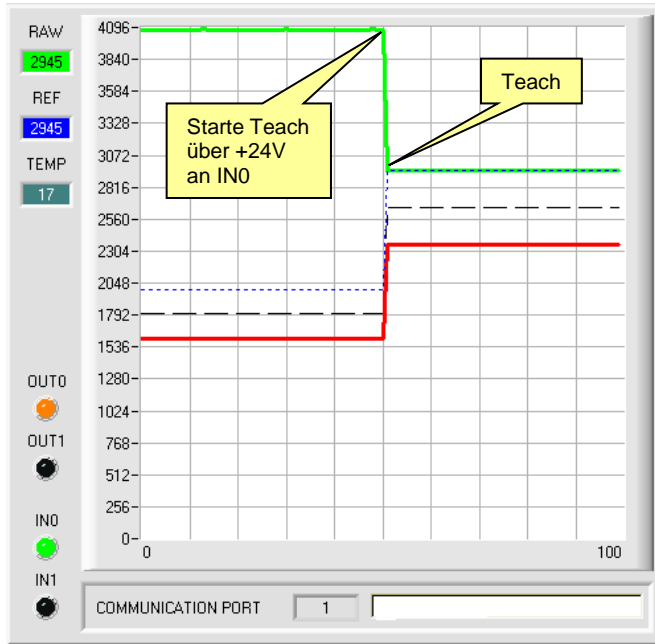 RAW
2945
REF
2945
TEMP
17
OUT0
OUT1
IN0
IN1
4096
3840
3584
3328
3072
2816
2560
2304
2048
1792
1536
1280
1024
768
512
256
0
0
100
Starte Teach
über +24V
an IN0
Teach
COMMUNICATION PORT
1